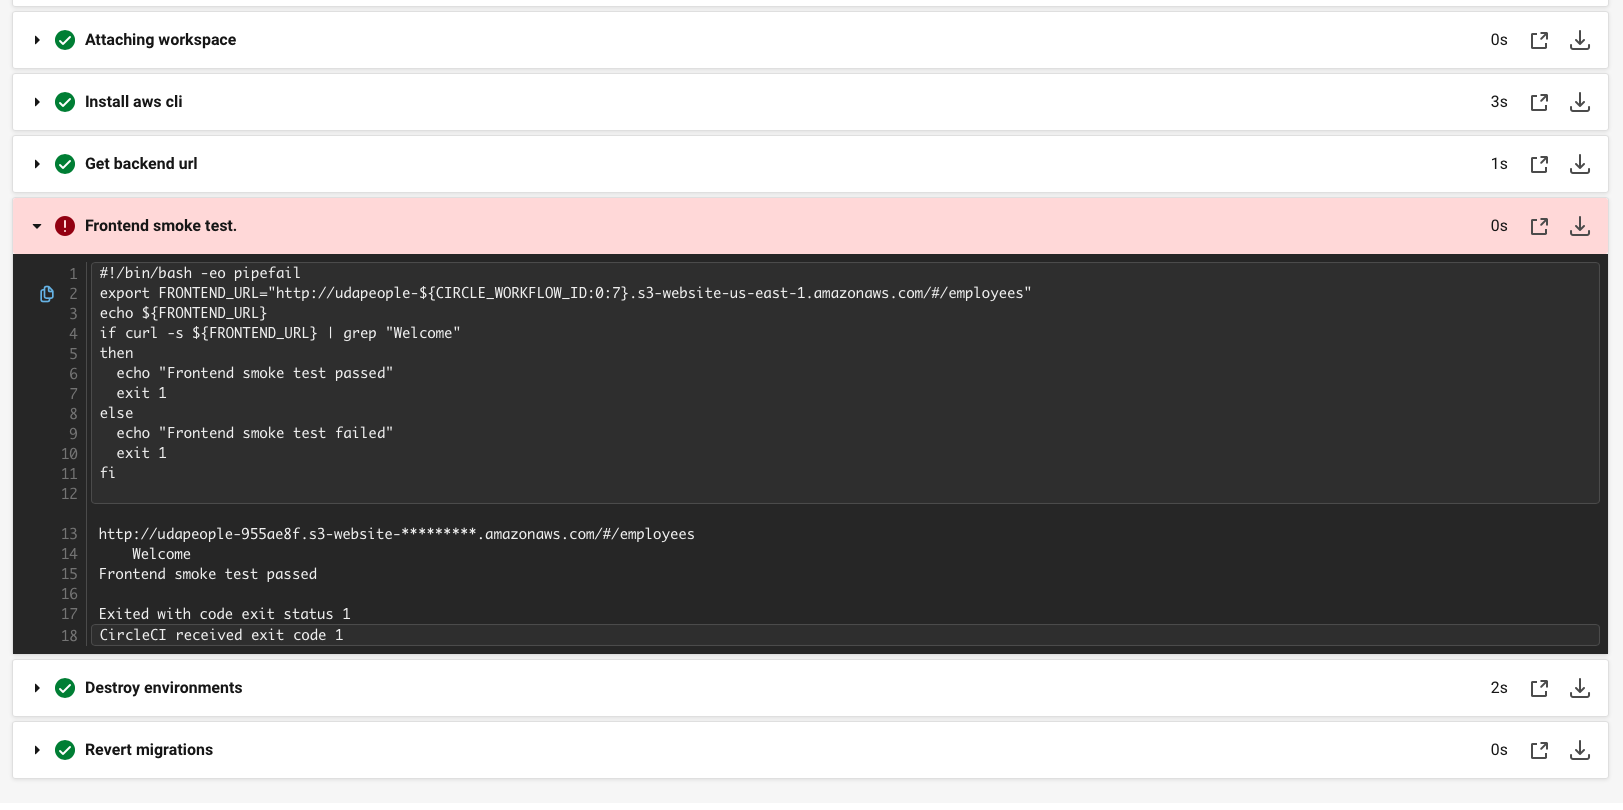 Attaching workspace 0s
Install aws cli 3s
Get backend url 1s
Frontend smoke test. 0s
1 #!/bin/bash -eo pipefail
2 export FRONTEND_URL="http://udapeople-${CIRCLE_WORKFLOW_ID:0:7}.s3-website-us-east-1.amazonaws.com/#/employees"
3 echo ${FRONTEND_URL}
4 if curl -s ${FRONTEND_URL} | grep "Welcome"
5 then
6 echo "Frontend smoke test passed"
7 exit 1
8 else
9 echo "Frontend smoke test failed"
10 exit 1
11 fi
12
13 http://udapeople-955ae8f.s3-website-*********.amazonaws.com/#/employees
14 Welcome
15 Frontend smoke test passed
16
17 Exited with code exit status 1
18 CircleCI received exit code 1
Destroy environments 2s
Revert migrations 0s